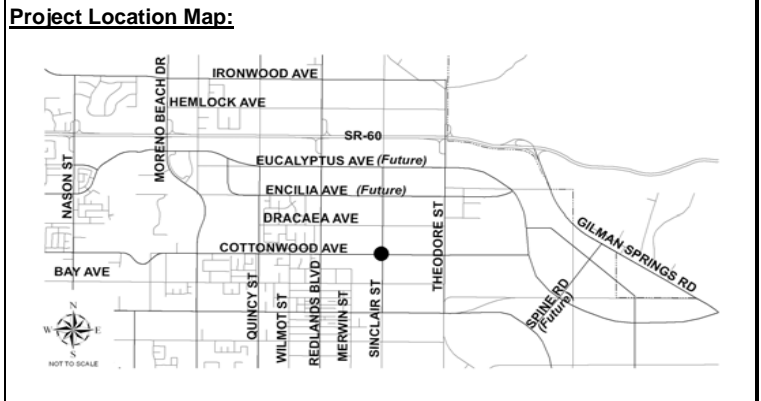 Project Location Map:
IRONWOOD AVE
MORENO BEACH DR
HEMLOCK AVE
SR-60
EUCALYPTUS AVE (Future)
NASON ST
ENCILIA AVE (Future)
DRACAEA AVE
THEODORE ST
GILMAN SPRINGS RD
COTTONWOOD AVE
BAY AVE
QUINCY ST
WILMOT ST
REDLANDS BLVD
MERWIN ST
SINCLAIR ST
SPINE RD
(Future)
N
W E
S
NOT TO SCALE